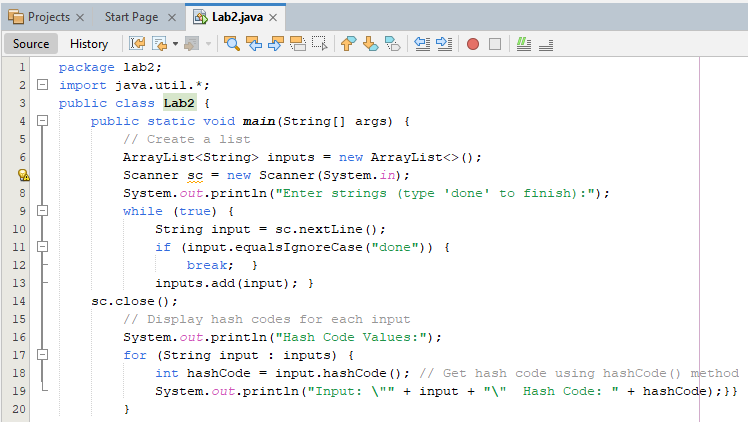 Projects × Start Page × Lab2.java ×
Source History
1 package lab2;
2 import java.util.*;
3 public class Lab2 {
4 public static void main(String[] args) {
5 // Create a list
6 ArrayList<String> inputs = new ArrayList<>();
Scanner sc = new Scanner(System.in);
8 System.out.println("Enter strings (type 'done' to finish):");
9 while (true) {
10 String input = sc.nextLine();
11 if (input.equalsIgnoreCase("done")) {
12 break;  }
13 inputs.add(input); }
14 sc.close();
15 // Display hash codes for each input
16 System.out.println("Hash Code Values:");
17 for (String input : inputs) {
18 int hashCode = input.hashCode(); // Get hash code using hashCode() method
19 System.out.println("Input: \"" + input + "\"  Hash Code: " + hashCode);}}
20 }